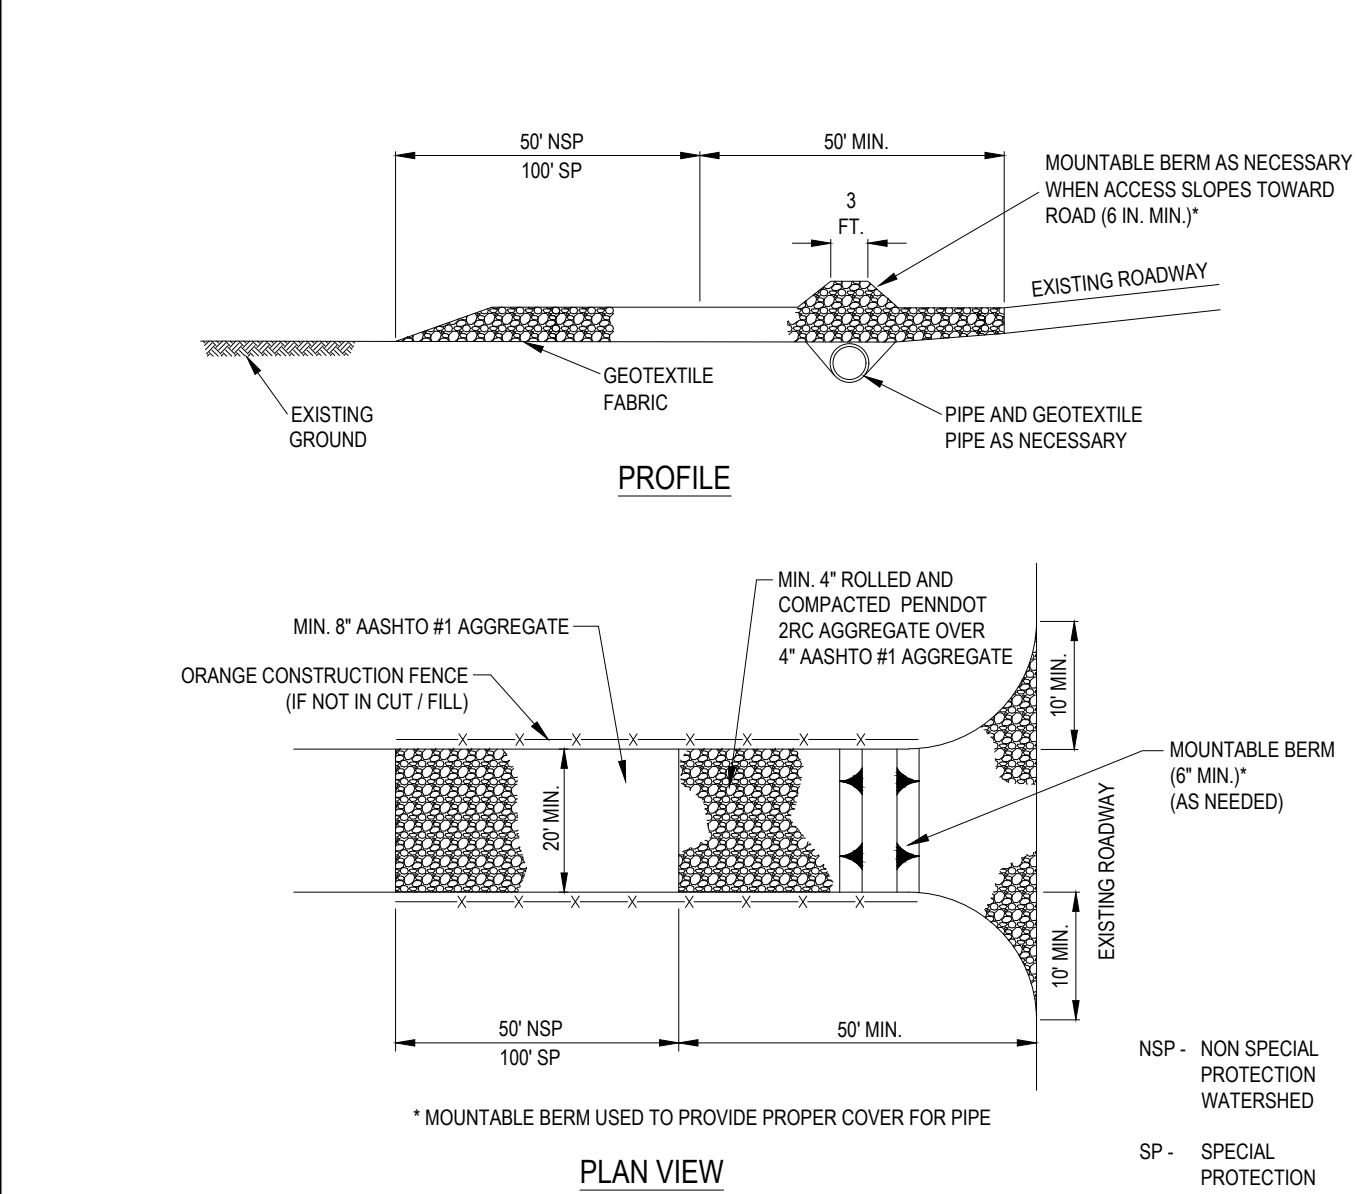 50' NSP
100' SP
50' MIN.
3
FT.
MOUNTABLE BERM AS NECESSARY
WHEN ACCESS SLOPES TOWARD
ROAD (6 IN. MIN.)*
EXISTING ROADWAY
GEOTEXTILE
FABRIC
EXISTING
GROUND
PIPE AND GEOTEXTILE
PIPE AS NECESSARY
PROFILE
MIN. 4" ROLLED AND
COMPACTED PENNDOT
2RC AGGREGATE OVER
4" AASHTO #1 AGGREGATE
MIN. 8" AASHTO #1 AGGREGATE
ORANGE CONSTRUCTION FENCE
(IF NOT IN CUT / FILL)
10' MIN.
20' MIN.
MOUNTABLE BERM
(6" MIN.)*
(AS NEEDED)
EXISTING ROADWAY
10' MIN.
50' NSP
100' SP
50' MIN.
NSP - NON SPECIAL
PROTECTION
WATERSHED
* MOUNTABLE BERM USED TO PROVIDE PROPER COVER FOR PIPE
SP - SPECIAL
PROTECTION
PLAN VIEW